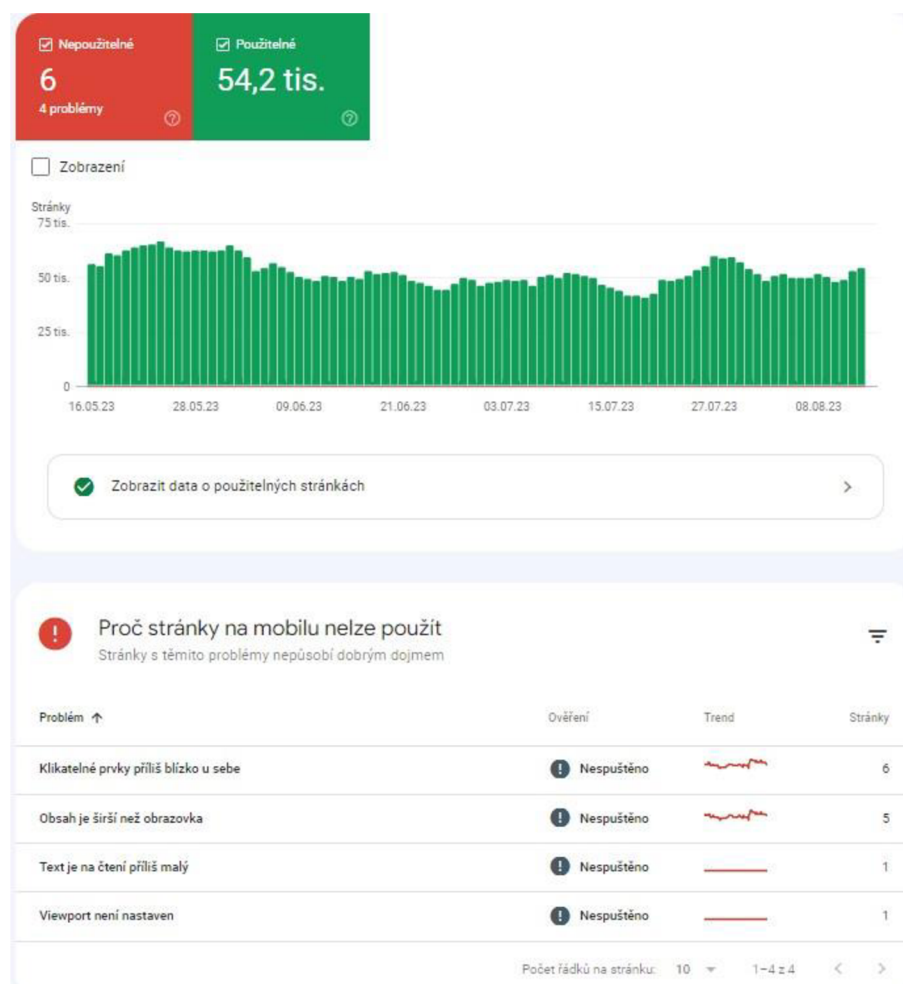 Nepoužitelné
6
4 problémy
Použitelné
54,2 tis.
Zobrazení
Stránky
75 tis.
50 tis.
25 tis.
0
16.05.23 28.05.23 09.06.23 21.06.23 03.07.23 15.07.23 27.07.23 08.08.23
Zobrazit data o použitelných stránkách
Proč stránky na mobilu nelze použít
Stránky s těmito problémy nepůsobí dobrým dojmem
Problém Ověření Trend Stránky
Klikatelné prvky příliš blízko u sebe Nespuštěno 6
Obsah je širší než obrazovka Nespuštěno 5
Text je na čtení příliš malý Nespuštěno 1
Viewport není nastaven Nespuštěno 1
Počet řádků na stránku: 10 1–4 z 4